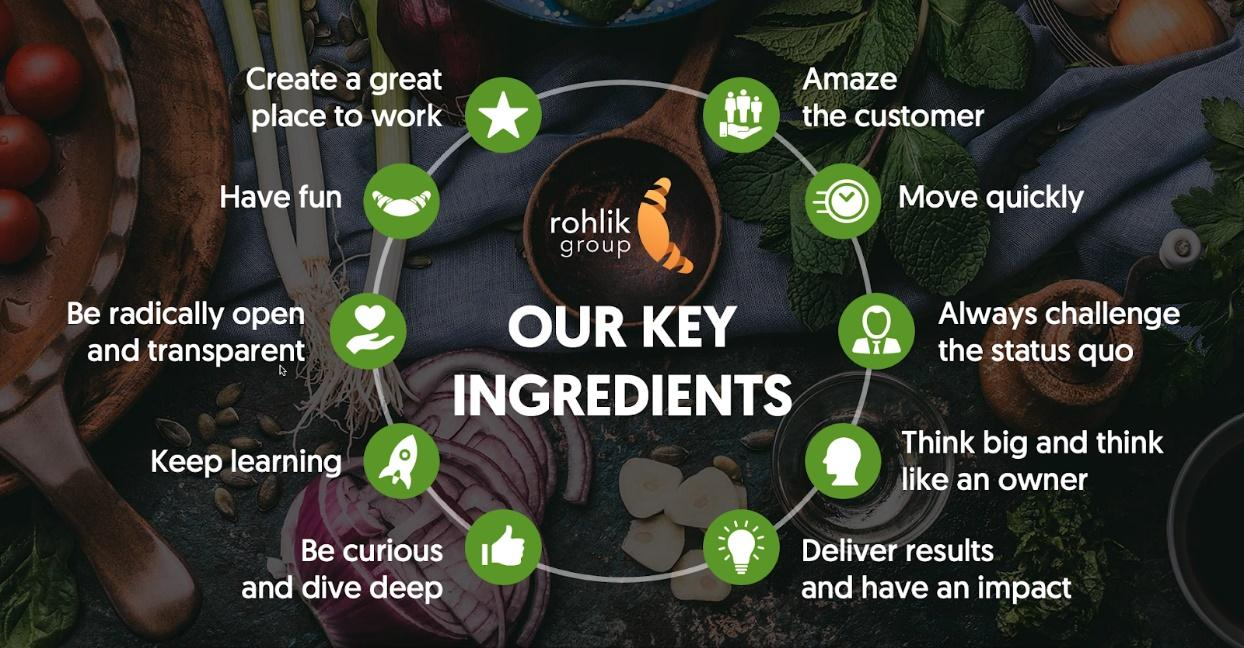 rohlik
group
OUR KEY
INGREDIENTS
Amaze
the customer
Move quickly
Always challenge
the status quo
Think big and think
like an owner
Deliver results
and have an impact
Be curious
and dive deep
Keep learning
Be radically open
and transparent
Have fun
Create a great
place to work